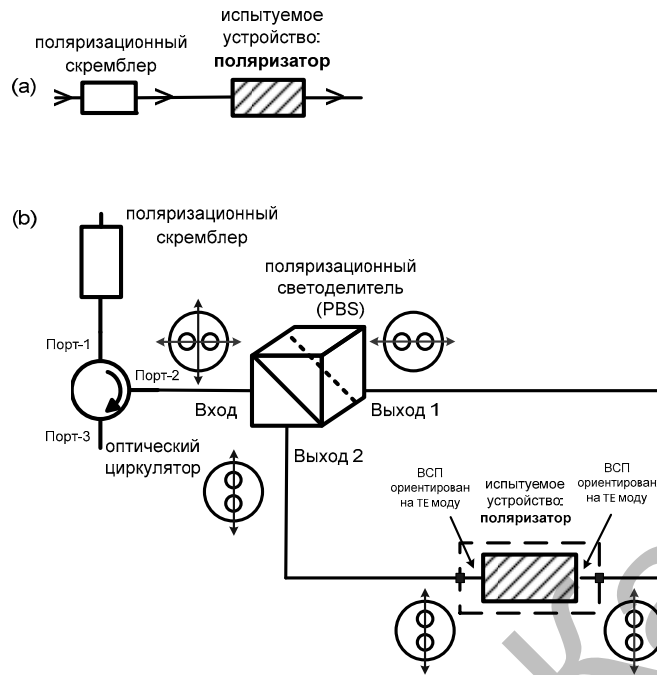 поляризационный
скремблер
испытуемое
устройство:
поляризатор
(a)
(b)
поляризационный
скремблер
поляризационный
светоделитель
(PBS)
Порт-1
Порт-2
Вход
Выход 1
Порт-3
оптический
циркулятор
Выход 2
ВСП
ориентирован
на TE моду
испытуемое
устройство:
поляризатор
ВСП
ориентирован
на TE моду